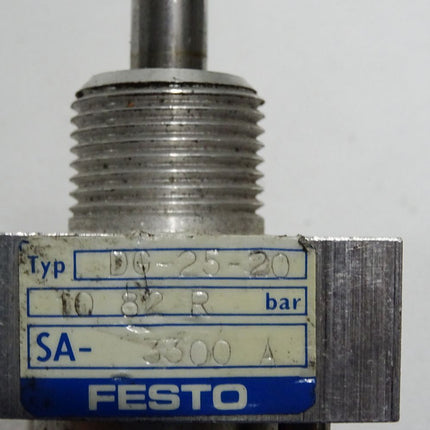 Typ DG-25-20
10 82 R bar
SA- 3300 A
FESTO